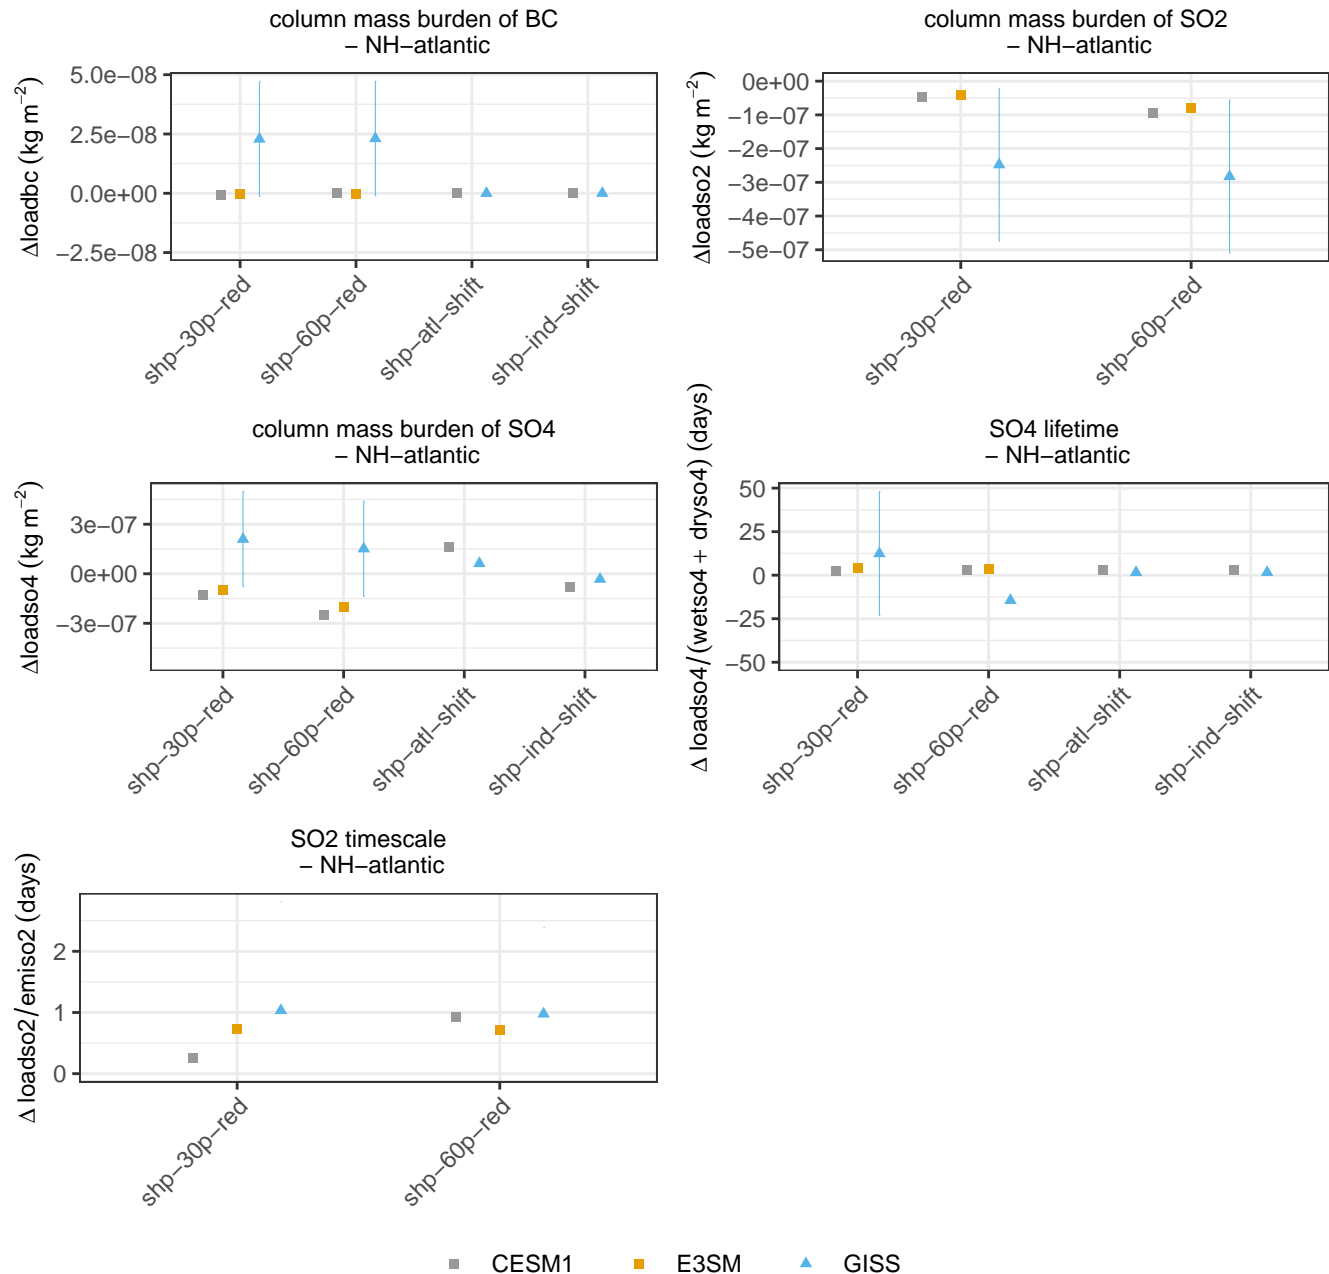 column mass burden of BC
− NH−atlantic
Δloadbc (kg m−2)
5.0e−08
2.5e−08
0.0e+00
−2.5e−08
shp−30p−red
shp−60p−red
shp−atl−shift
shp−ind−shift
column mass burden of SO2
− NH−atlantic
Δloadso2 (kg m−2)
0e+00
−1e−07
−2e−07
−3e−07
−4e−07
−5e−07
shp−30p−red
shp−60p−red
column mass burden of SO4
− NH−atlantic
Δloadso4 (kg m−2)
3e−07
0e+00
−3e−07
shp−30p−red
shp−60p−red
shp−atl−shift
shp−ind−shift
SO4 lifetime
− NH−atlantic
Δ loadso4/(wetso4 + dryso4) (days)
50
25
0
−25
−50
shp−30p−red
shp−60p−red
shp−atl−shift
shp−ind−shift
SO2 timescale
− NH−atlantic
Δ loadso2/emiso2 (days)
2
1
0
shp−30p−red
shp−60p−red
CESM1
E3SM
GISS